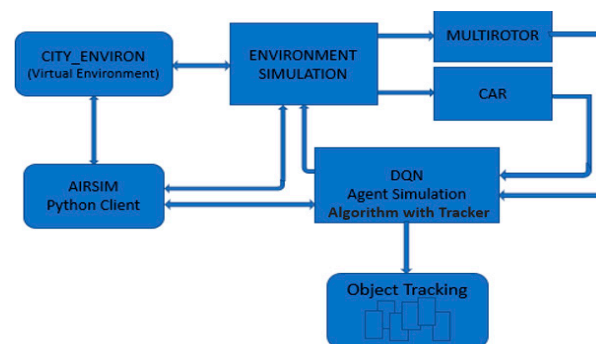 CITY_ENVIRON
(Virtual Environment)
ENVIRONMENT
SIMULATION
MULTIROTOR
CAR
AIRSIM
Python Client
DQN
Agent Simulation
Algorithm with Tracker
Object Tracking